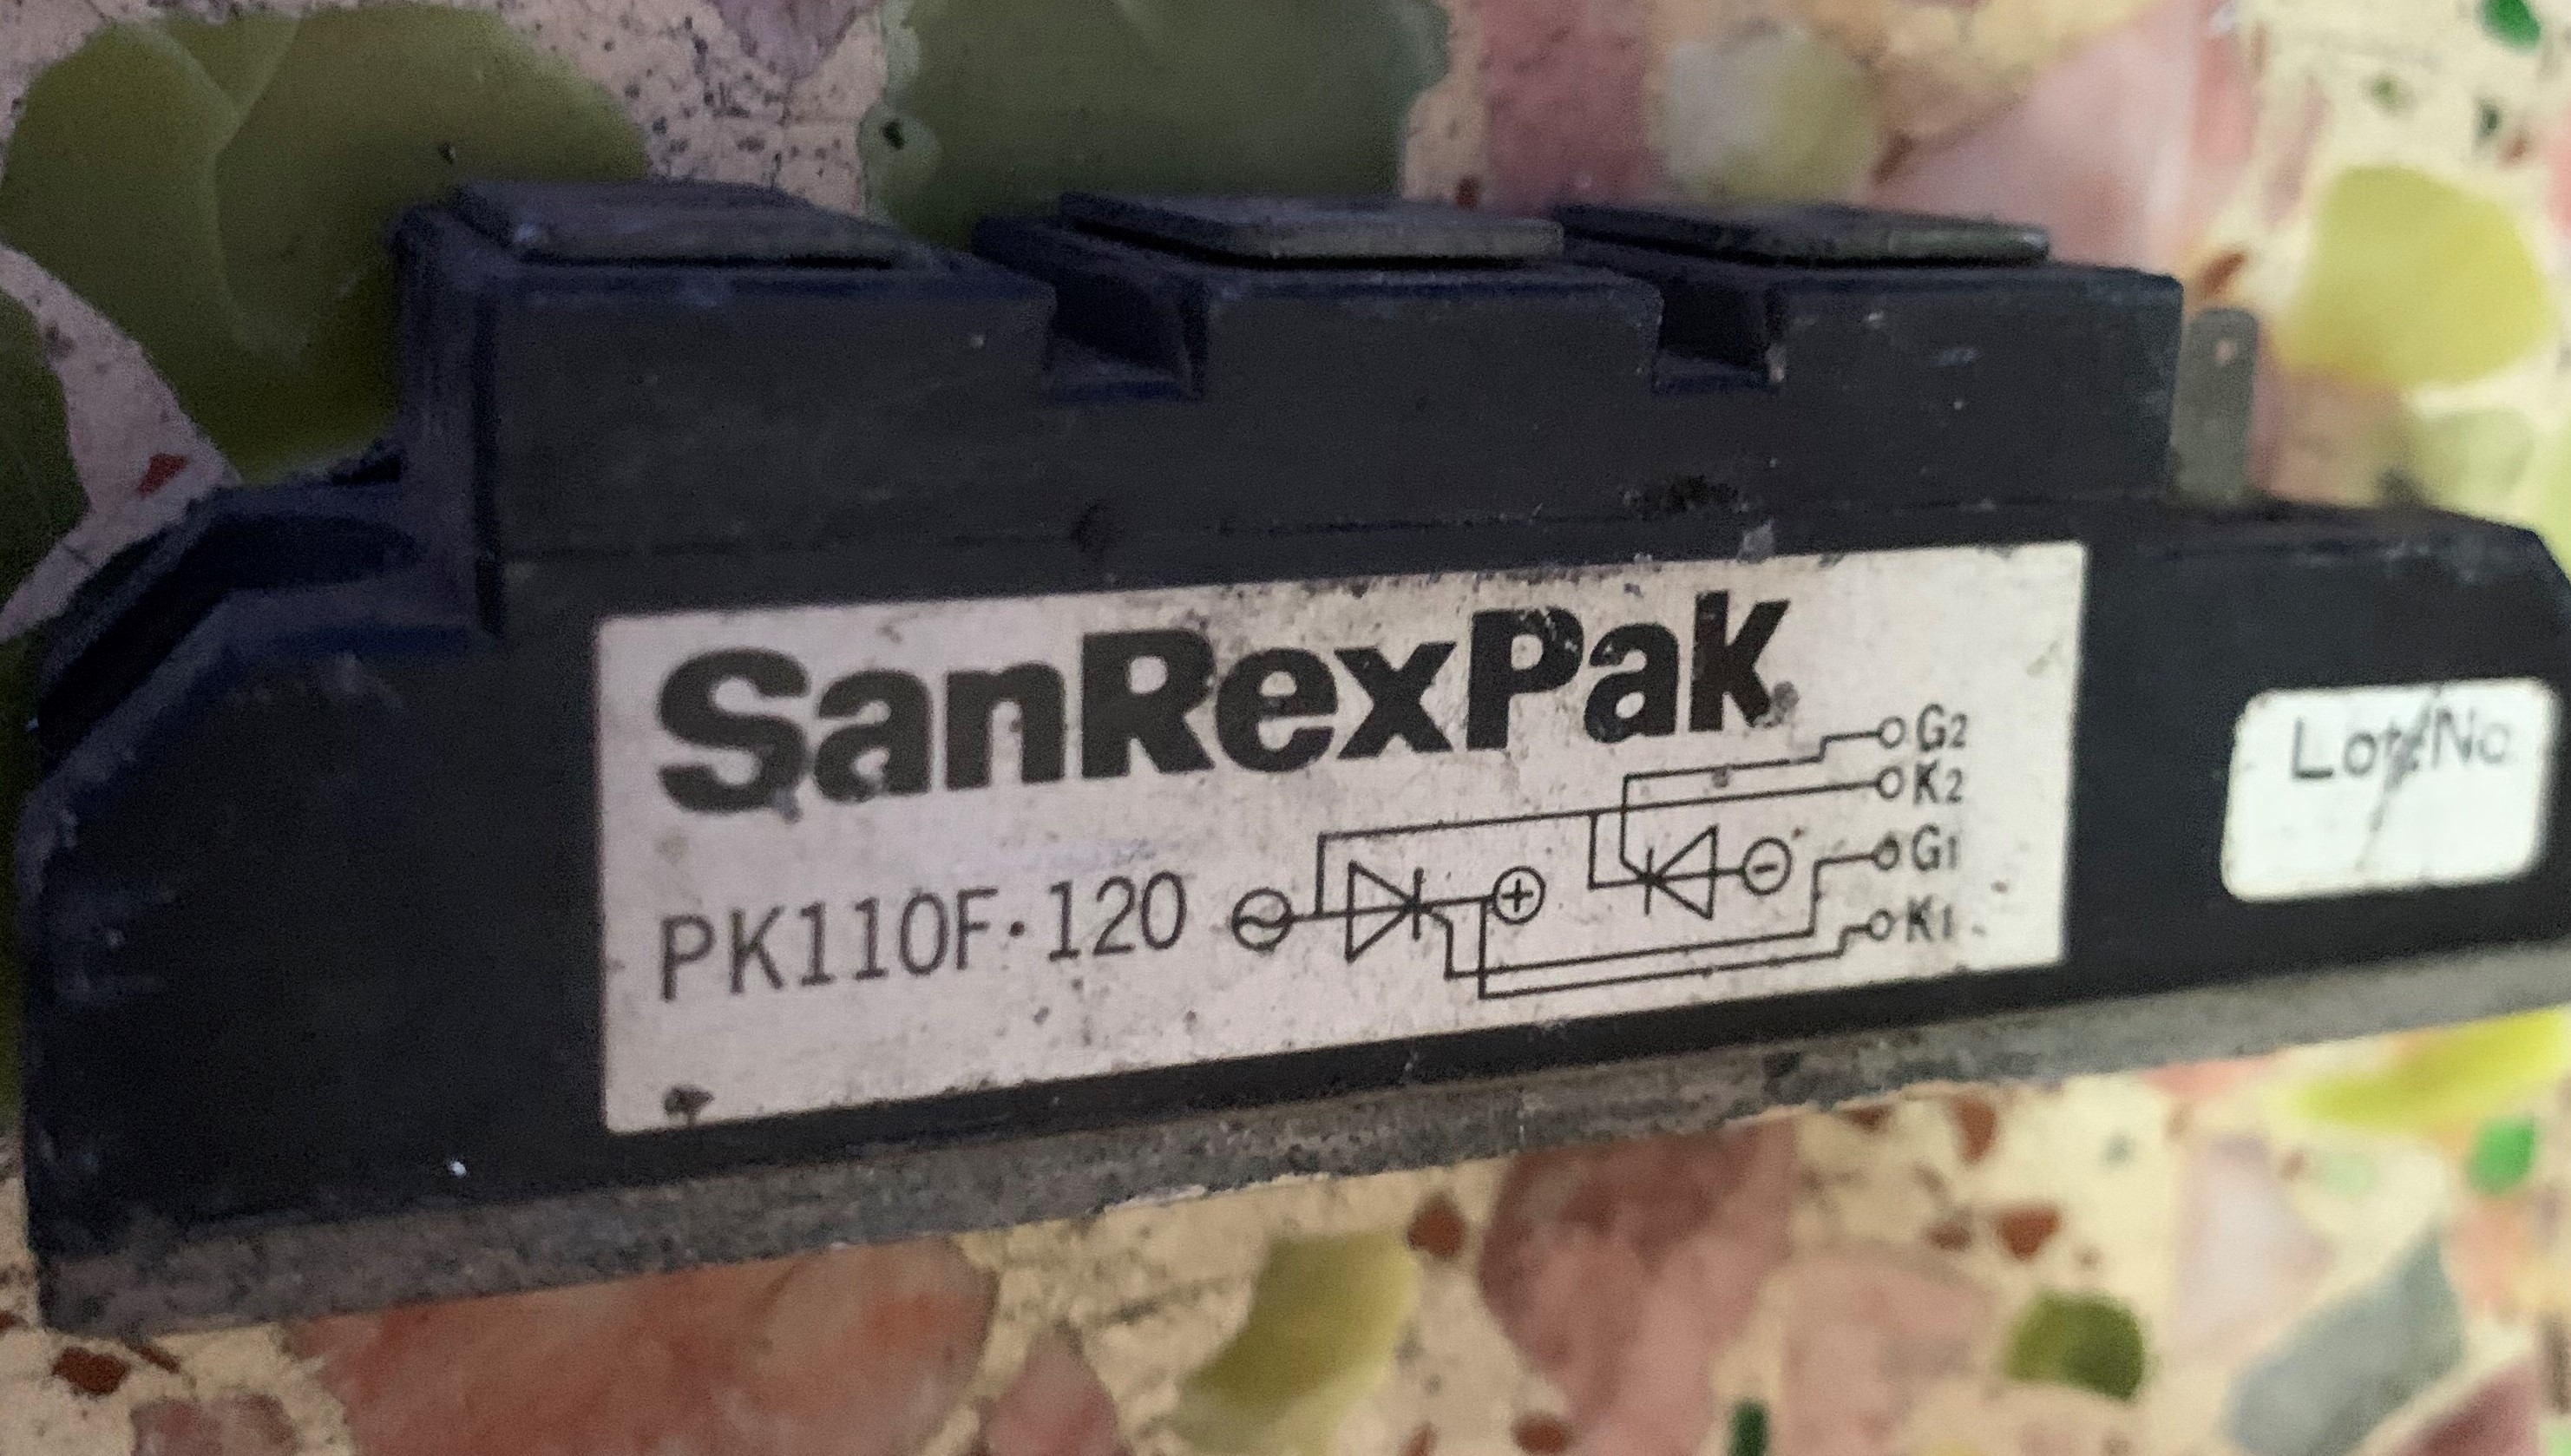 SanRexPak
PK110F·120
G2
K2
G1
K1
Lot No